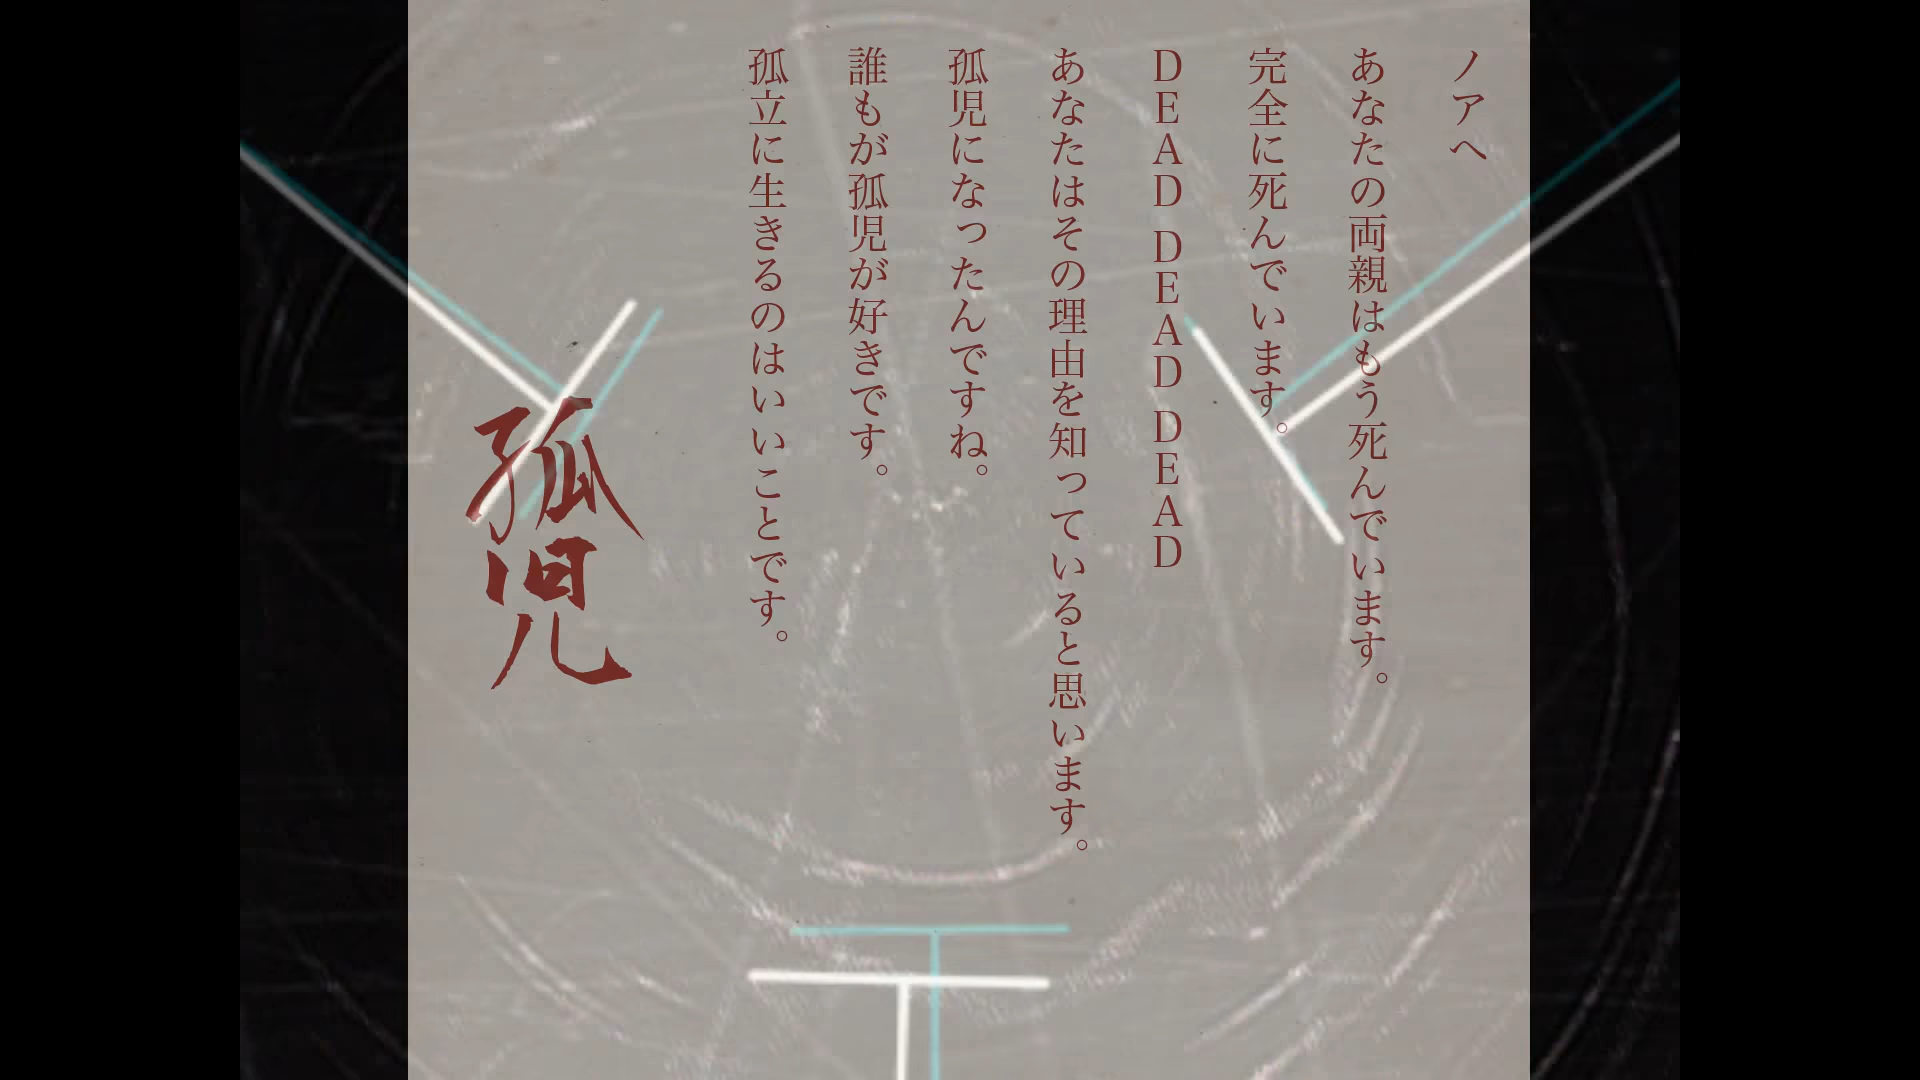 ノアへ
あなたの両親はもう死んでいます。
完全に死んでいます。
DEAD DEAD DEAD
あなたはその理由を知っていると思います。
孤児になったんですね。
誰もが孤児が好きです。
孤立に生きるのはいいことです。
孤児